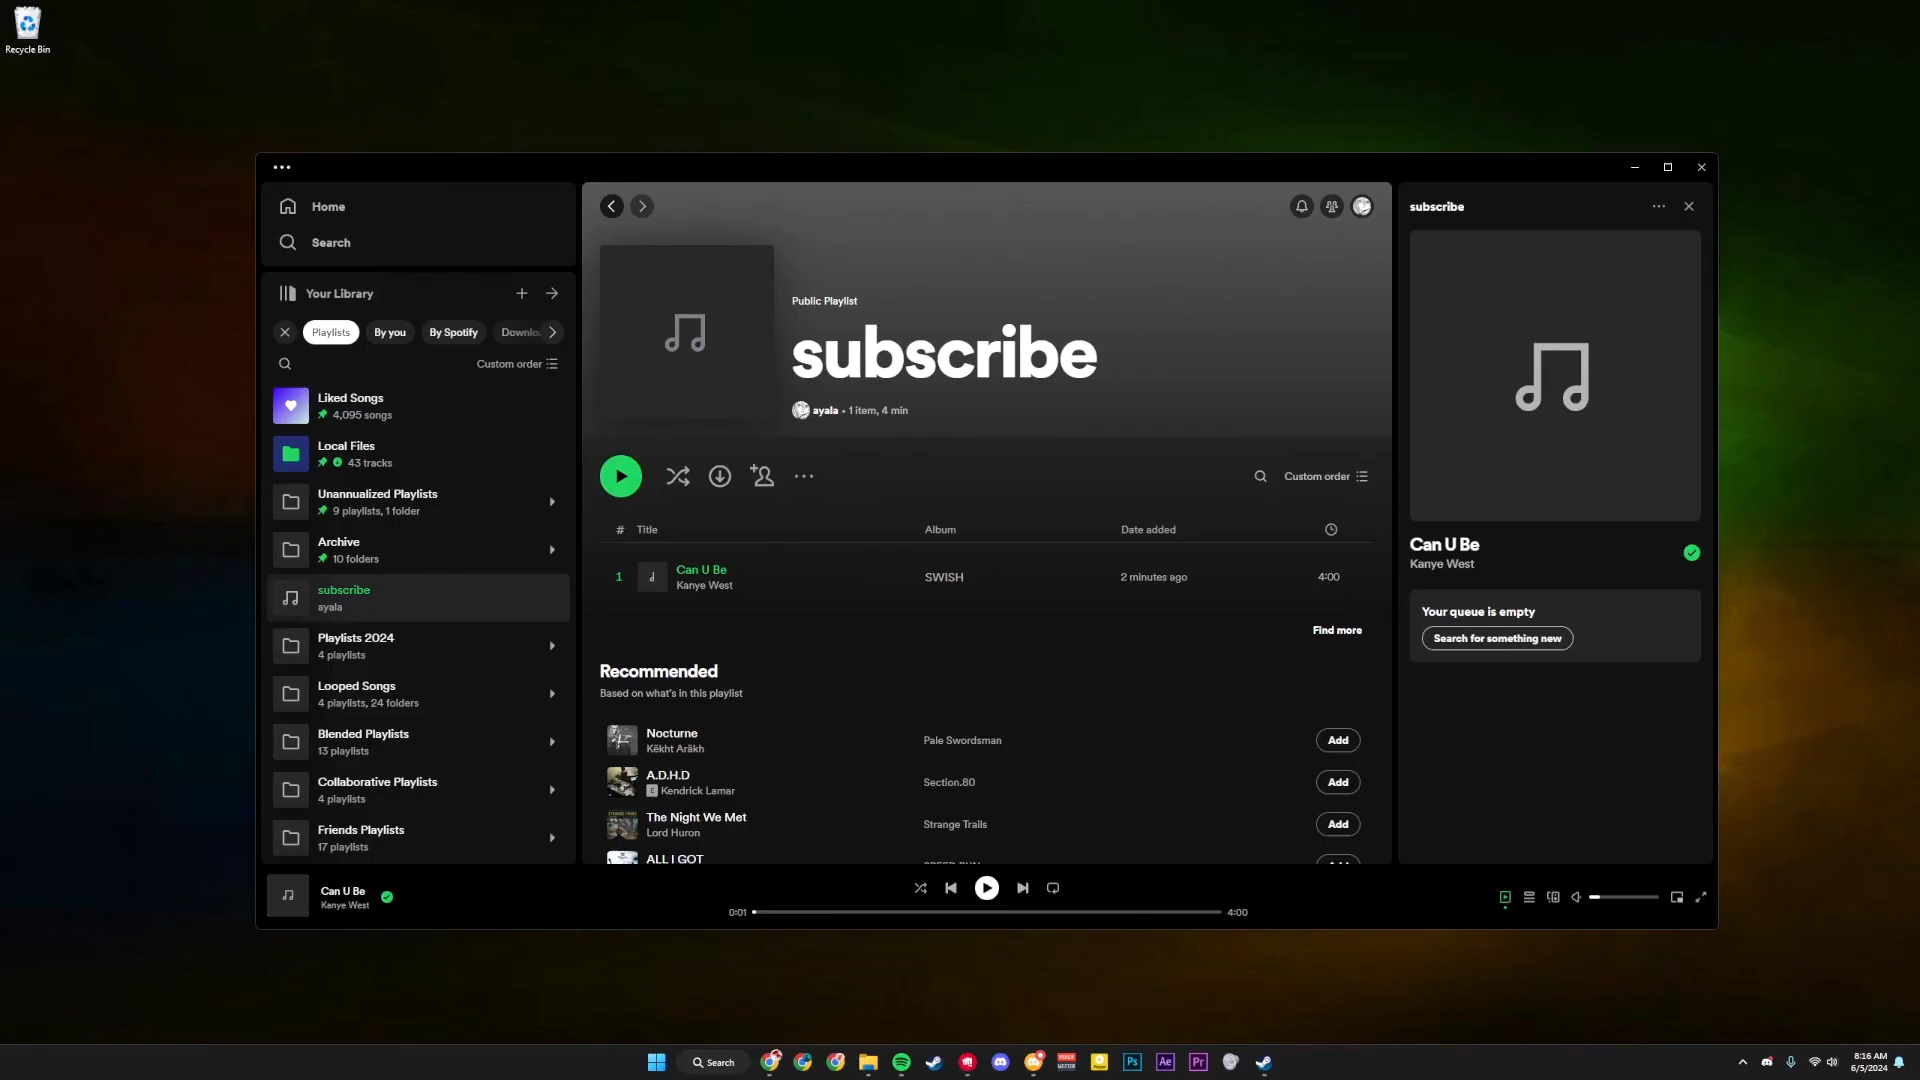 Recycle Bin
Home
Search
Your Library
Playlists
By you
By Spotify
Downlo
Custom order
Liked Songs
4,095 songs
Local Files
43 tracks
Unannualized Playlists
9 playlists, 1 folder
Archive
10 folders
subscribe
ayala
Playlists 2024
4 playlists
Looped Songs
4 playlists, 24 folders
Blended Playlists
13 playlists
Collaborative Playlists
4 playlists
Friends Playlists
17 playlists
Public Playlist
subscribe
ayala • 1 item, 4 min
Custom order
# Title Album Date added
1 Can U Be SWISH 2 minutes ago 4:00
Kanye West
Find more
Recommended
Based on what's in this playlist
Nocturne Pale Swordsman Add
Këkht Aräkh
A.D.H.D Section.80 Add
E Kendrick Lamar
The Night We Met Strange Trails Add
Lord Huron
ALL I GOT
subscribe
Can U Be
Kanye West
Your queue is empty
Search for something new
Can U Be
Kanye West
0:01 4:00
Search
Ps
Ae
Pr
8:16 AM
6/5/2024